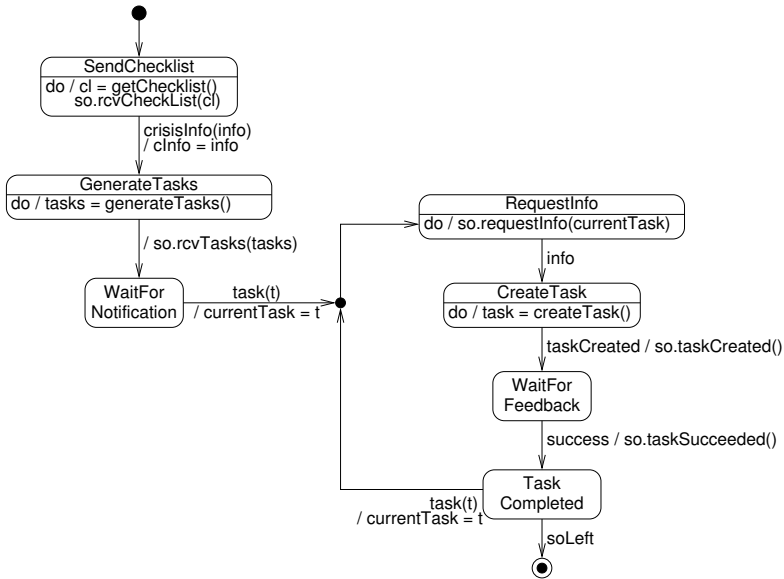 SendChecklist
do / cl = getChecklist()
so.rcvCheckList(cl)
crisisInfo(info)
/ cInfo = info
GenerateTasks
do / tasks = generateTasks()
/ so.rcvTasks(tasks)
WaitFor
Notification
task(t)
/ currentTask = t
RequestInfo
do / so.requestInfo(currentTask)
info
CreateTask
do / task = createTask()
taskCreated / so.taskCreated()
WaitFor
Feedback
success / so.taskSucceeded()
Task
Completed
task(t)
/ currentTask = t
soLeft